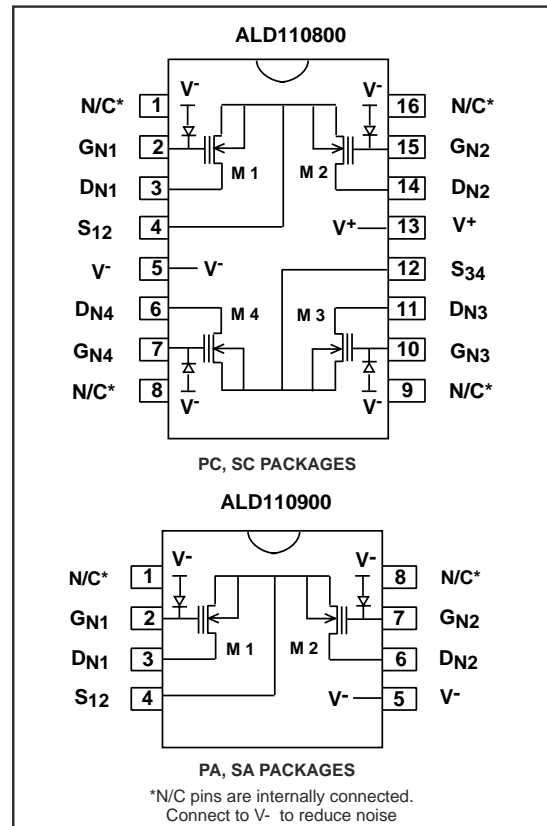 ALD110800
N/C* 1 V- V- 16 N/C*
GN1 2 15 GN2
DN1 3 M 1 M 2 14 DN2
S12 4 V+ 13 V+
V- 5 V- 12 S34
DN4 6 M 4 M 3 11 DN3
GN4 7 10 GN3
N/C* 8 V- V- 9 N/C*
PC, SC PACKAGES
ALD110900
N/C* 1 V- V- 8 N/C*
GN1 2 7 GN2
DN1 3 M 1 M 2 6 DN2
S12 4 V- 5 V-
PA, SA PACKAGES
*N/C pins are internally connected.
Connect to V- to reduce noise